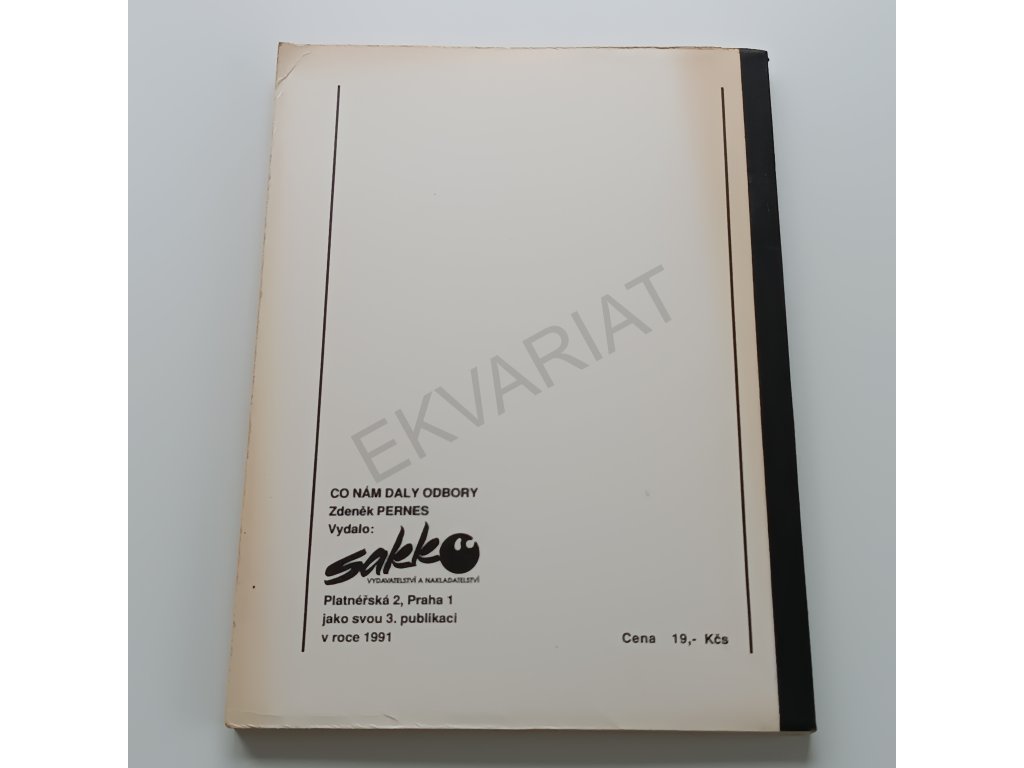 EKVARIAT
CO NÁM DALY ODBORY
Zdeněk PERNES
Vydalo:
sakko
VYDAVATELSTVÍ A NAKLADATELSTVÍ
Platnéřská 2, Praha 1
jako svou 3. publikaci
v roce 1991
Cena 19,- Kčs